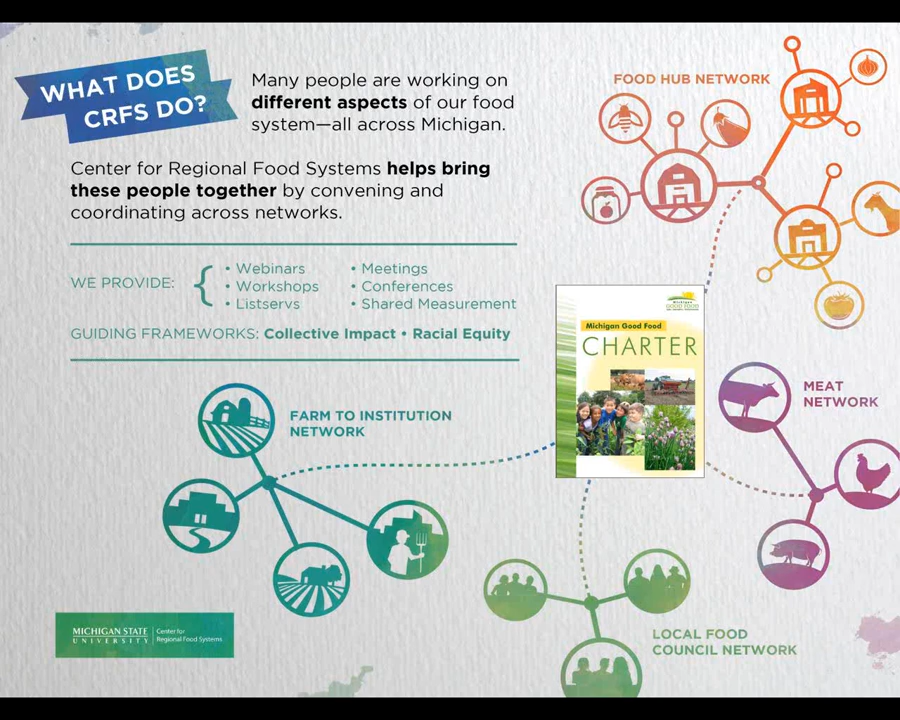 WHAT DOES
CRFS DO?
Many people are working on
different aspects of our food
system—all across Michigan.
Center for Regional Food Systems helps bring
these people together by convening and
coordinating across networks.
WE PROVIDE:
• Webinars
• Workshops
• Listservs
• Meetings
• Conferences
• Shared Measurement
GUIDING FRAMEWORKS: Collective Impact • Racial Equity
FOOD HUB NETWORK
Michigan
GOOD FOOD
Michigan Good Food
CHARTER
MEAT
NETWORK
FARM TO INSTITUTION
NETWORK
LOCAL FOOD
COUNCIL NETWORK
MICHIGAN STATE
UNIVERSITY
Center for
Regional Food Systems